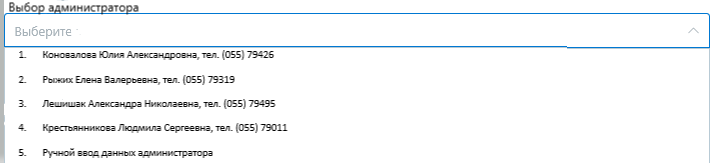 Выбор администратора
Выберите
1. Коновалова Юлия Александровна, тел. (055) 79426
2. Рыжих Елена Валерьевна, тел. (055) 79319
3. Лешишак Александра Николаевна, тел. (055) 79495
4. Крестьянникова Людмила Сергеевна, тел. (055) 79011
5. Ручной ввод данных администратора